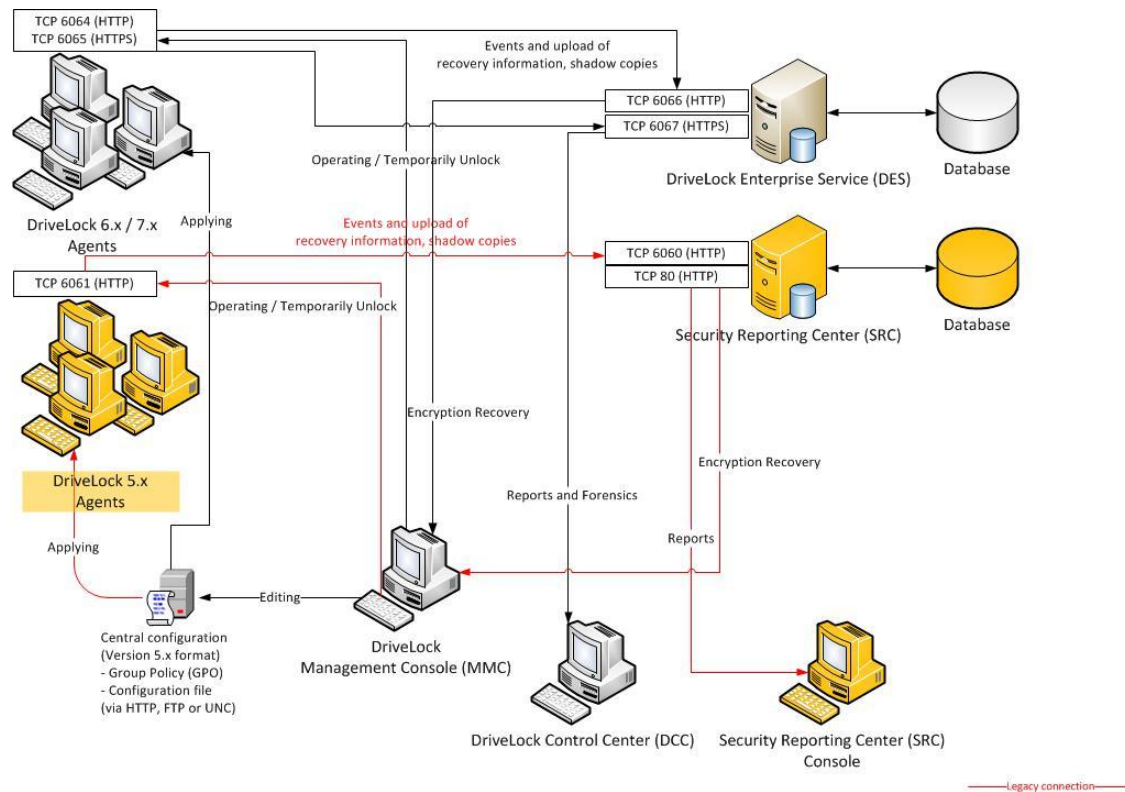 TCP 6064 (HTTP)
TCP 6065 (HTTPS)
Events and upload of
recovery information, shadow copies
TCP 6066 (HTTP)
TCP 6067 (HTTPS)
Operating / Temporarily Unlock
DriveLock Enterprise Service (DES)
Database
DriveLock 6.x / 7.x
Agents
Applying
Events and upload of
recovery information, shadow copies
TCP 6060 (HTTP)
TCP 80 (HTTP)
TCP 6061 (HTTP)
Operating / Temporarily Unlock
Security Reporting Center (SRC)
Database
Encryption Recovery
Encryption Recovery
DriveLock 5.x
Agents
Reports and Forensics
Reports
Applying
Editing
Central configuration
(Version 5.x format)
- Group Policy (GPO)
- Configuration file
(via HTTP, FTP or UNC)
DriveLock
Management Console (MMC)
DriveLock Control Center (DCC)
Security Reporting Center (SRC)
Console
Legacy connection